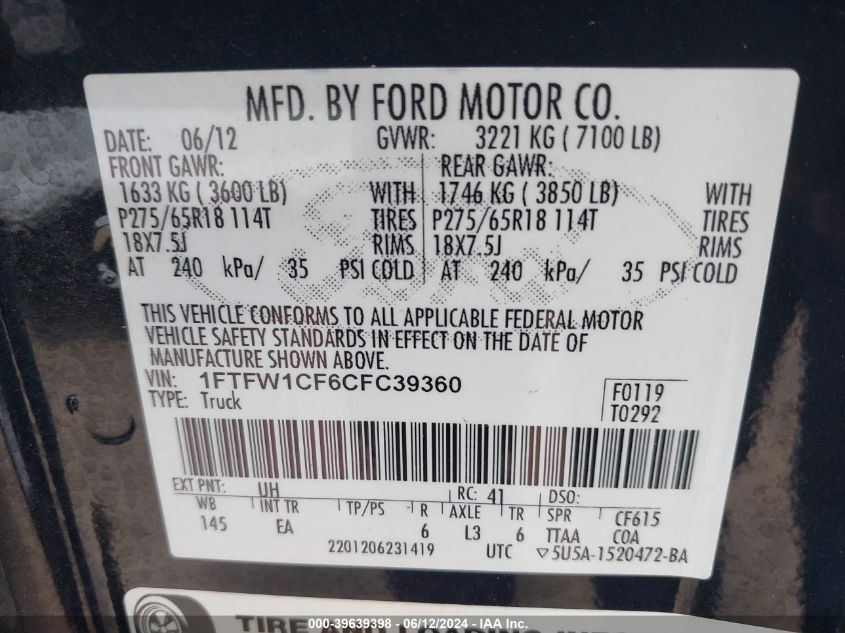 MFD. BY FORD MOTOR CO.
DATE: 06/12 GVWR: 3221 KG ( 7100 LB)
FRONT GAWR: REAR GAWR:
1633 KG ( 3600 LB) WITH 1746 KG ( 3850 LB) WITH
P275/65R18 114T TIRES P275/65R18 114T TIRES
18X7.5J RIMS 18X7.5J RIMS
AT 240 kPa/ 35 PSI COLD AT 240 kPa/ 35 PSI COLD
THIS VEHICLE CONFORMS TO ALL APPLICABLE FEDERAL MOTOR
VEHICLE SAFETY STANDARDS IN EFFECT ON THE DATE OF
MANUFACTURE SHOWN ABOVE.
VIN: 1FTFW1CF6CFC39360 F0119
TYPE: Truck T0292
EXT PNT: UH RC: 41 DSO:
WB INT TR TP/PS R AXLE TR SPR CF615
145 EA 6 L3 6 TTAA COA
2201206231419 UTC ▽5U5A-1520472-BA
TIRE AND LOADING
000-39639398 - 06/12/2024 - IAA Inc.